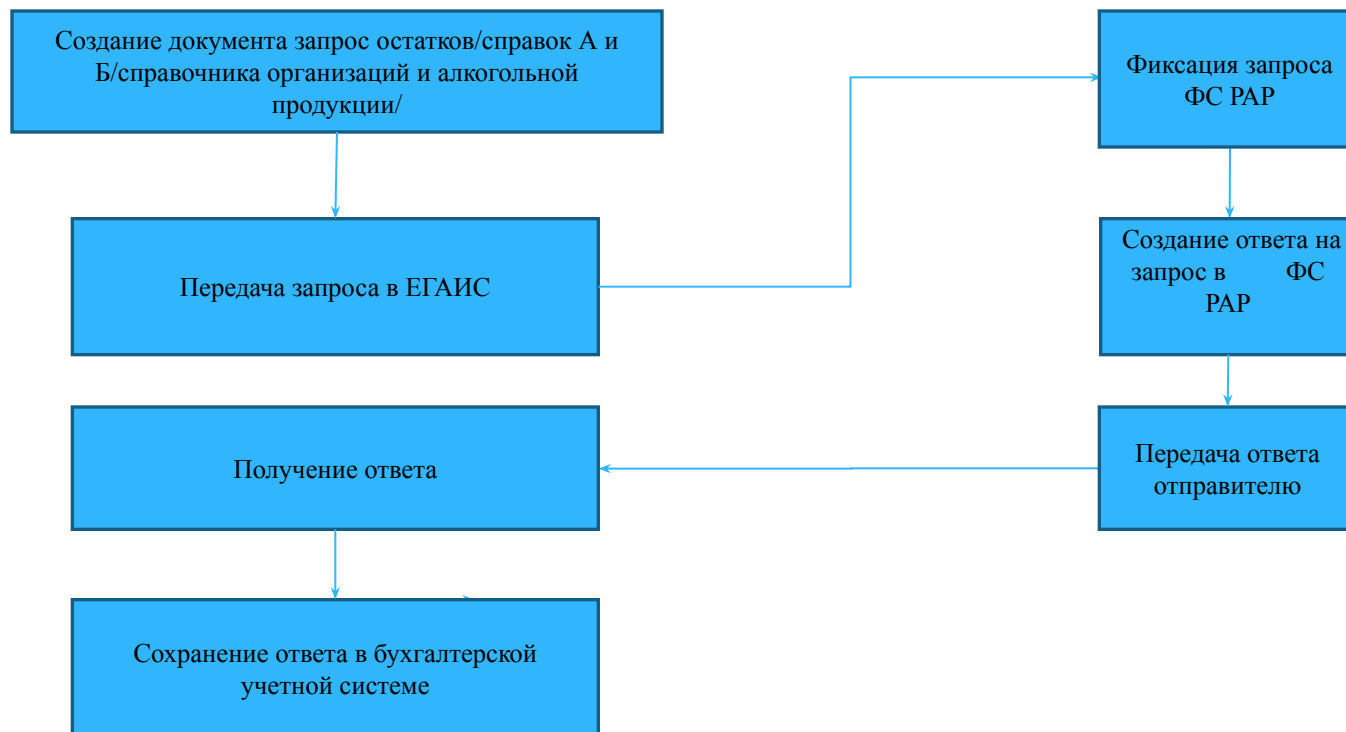 Создание документа запрос остатков/справок А и
Б/справочника организаций и алкогольной
продукции/
Передача запроса в ЕГАИС
Фиксация запроса
ФС РАР
Создание ответа на
запрос в ФС
РАР
Передача ответа
отправителю
Получение ответа
Сохранение ответа в бухгалтерской
учетной системе